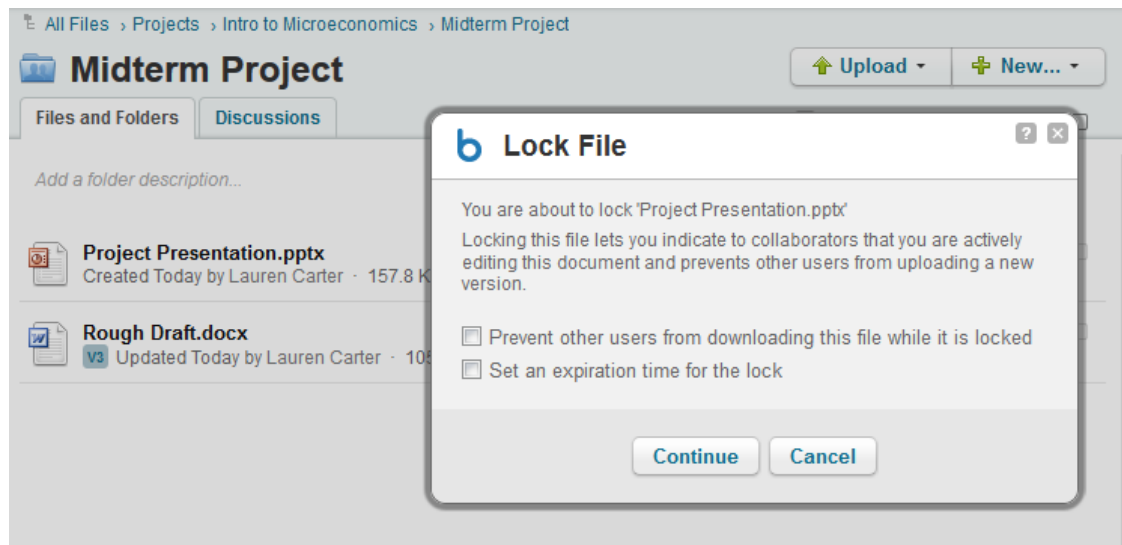 All Files › Projects › Intro to Microeconomics › Midterm Project
Midterm Project
Upload
New...
Files and Folders
Discussions
Add a folder description...
Project Presentation.pptx
Created Today by Lauren Carter · 157.8 K
Rough Draft.docx
V3 Updated Today by Lauren Carter · 105
b Lock File
?
You are about to lock 'Project Presentation.pptx'
Locking this file lets you indicate to collaborators that you are actively
editing this document and prevents other users from uploading a new
version.
Prevent other users from downloading this file while it is locked
Set an expiration time for the lock
Continue
Cancel